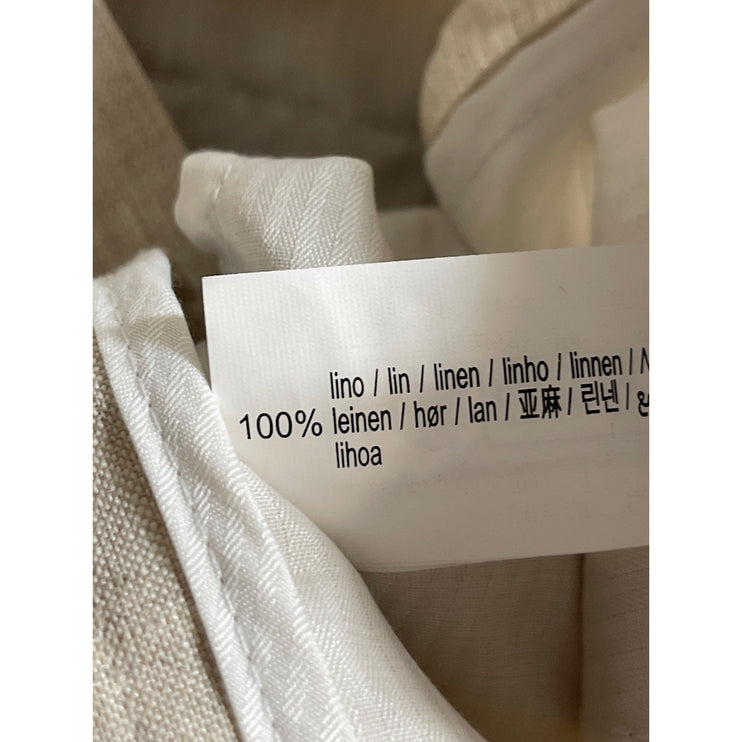 lino / lin / linen / linho / linnen /
100% leinen / hør / lan / 亚麻 / 린넨 /
lihoa